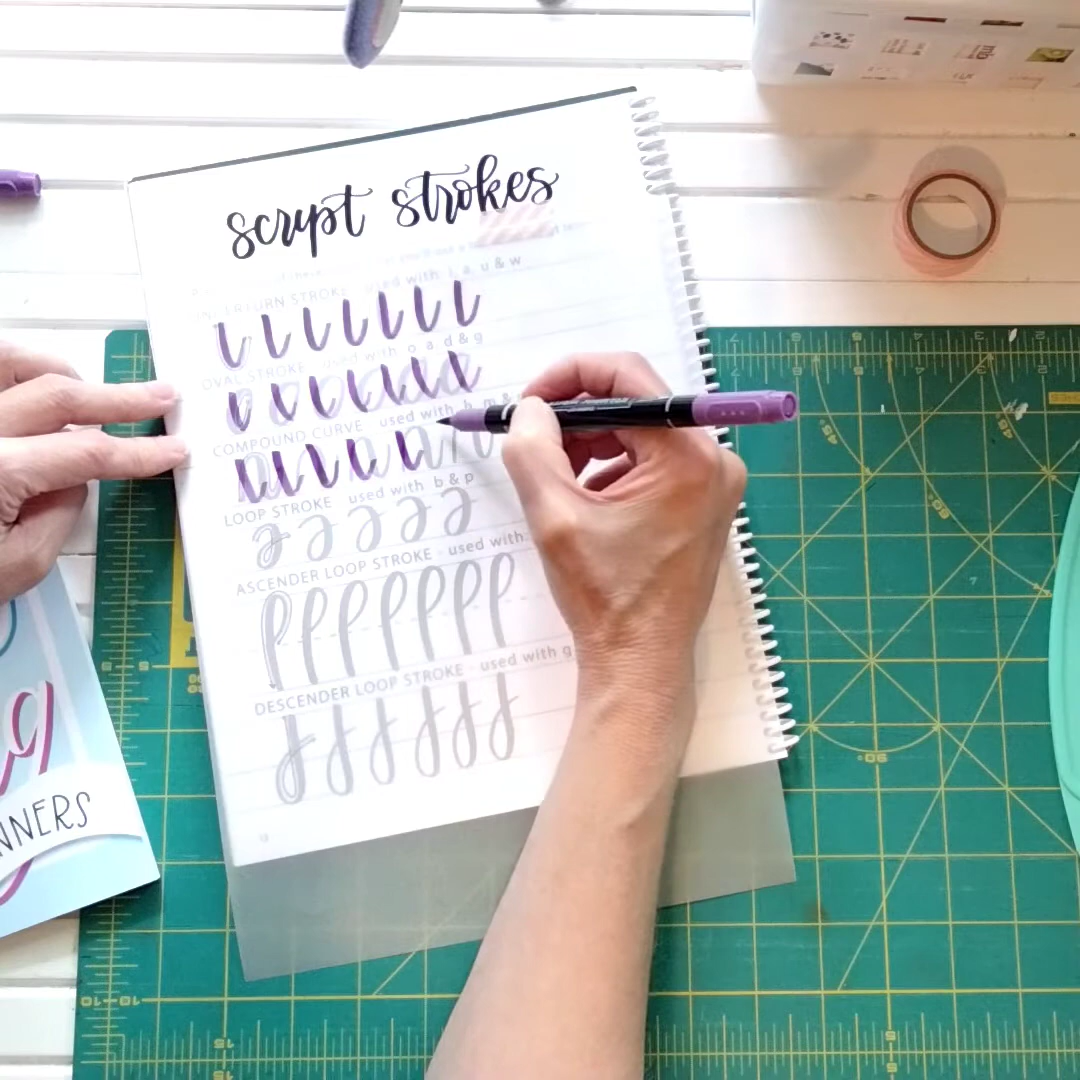 script strokes
UNDERTURN STROKE used with i, a, u & w
OVAL STROKE used with o, a, d & g
COMPOUND CURVE used with h, m &
LOOP STROKE used with b & p
ASCENDER LOOP STROKE - used with
DESCENDER LOOP STROKE - used with g
NNERS